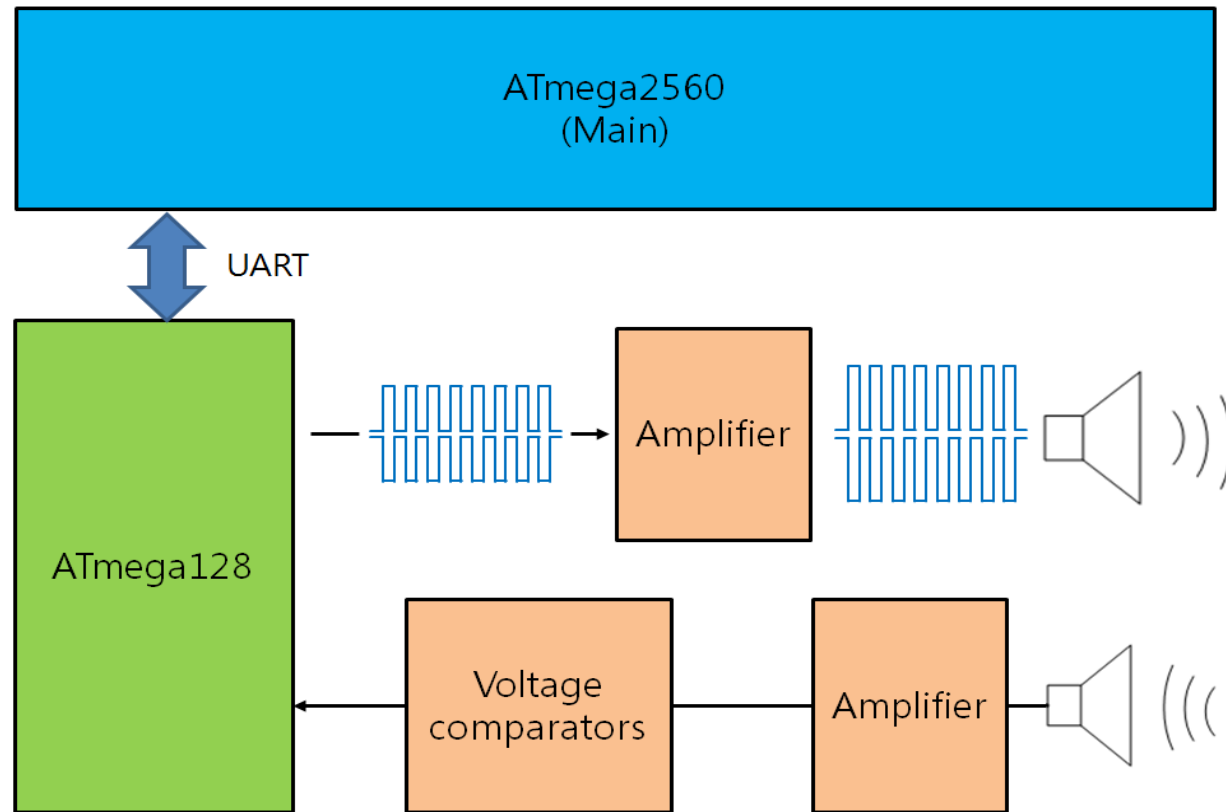 ATmega2560
(Main)
UART
Amplifier
ATmega128
Voltage
comparators
Amplifier